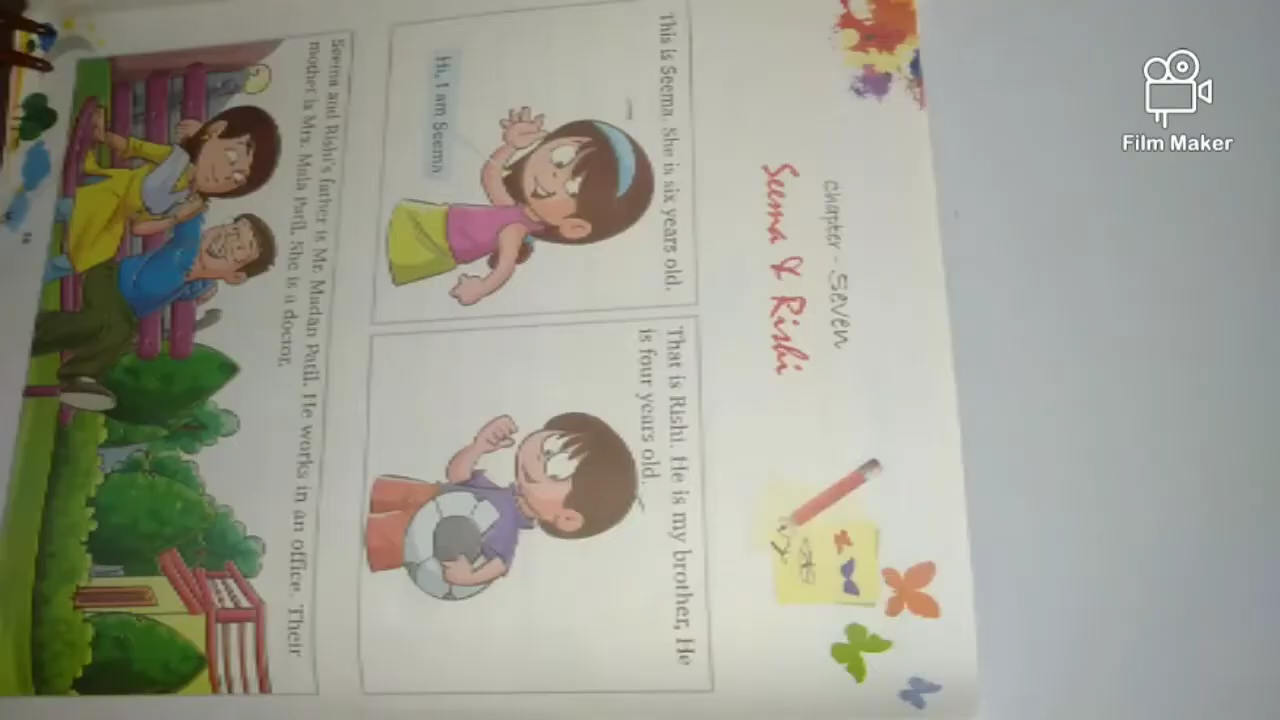 chapter - Seven
Seema & Rishi
This is Seema. She is six years old.
Hi, I am Seema
That is Rishi. He is my brother, He
is four years old.
Seema and Rishi's father is Mr. Madan Patil. He works in an office. Their
mother is Mrs. Mala Patil. She is a doctor.
Film Maker